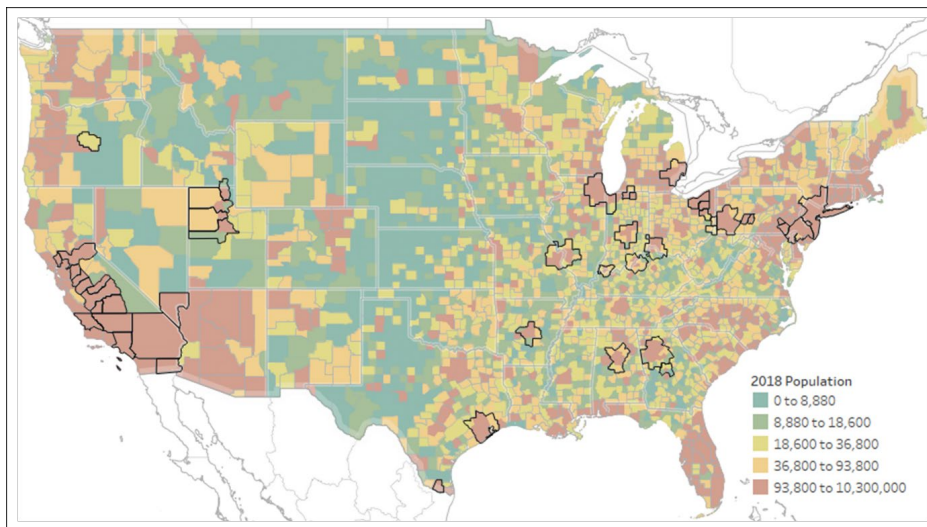 2018 Population
0 to 8,880
8,880 to 18,600
18,600 to 36,800
36,800 to 93,800
93,800 to 10,300,000